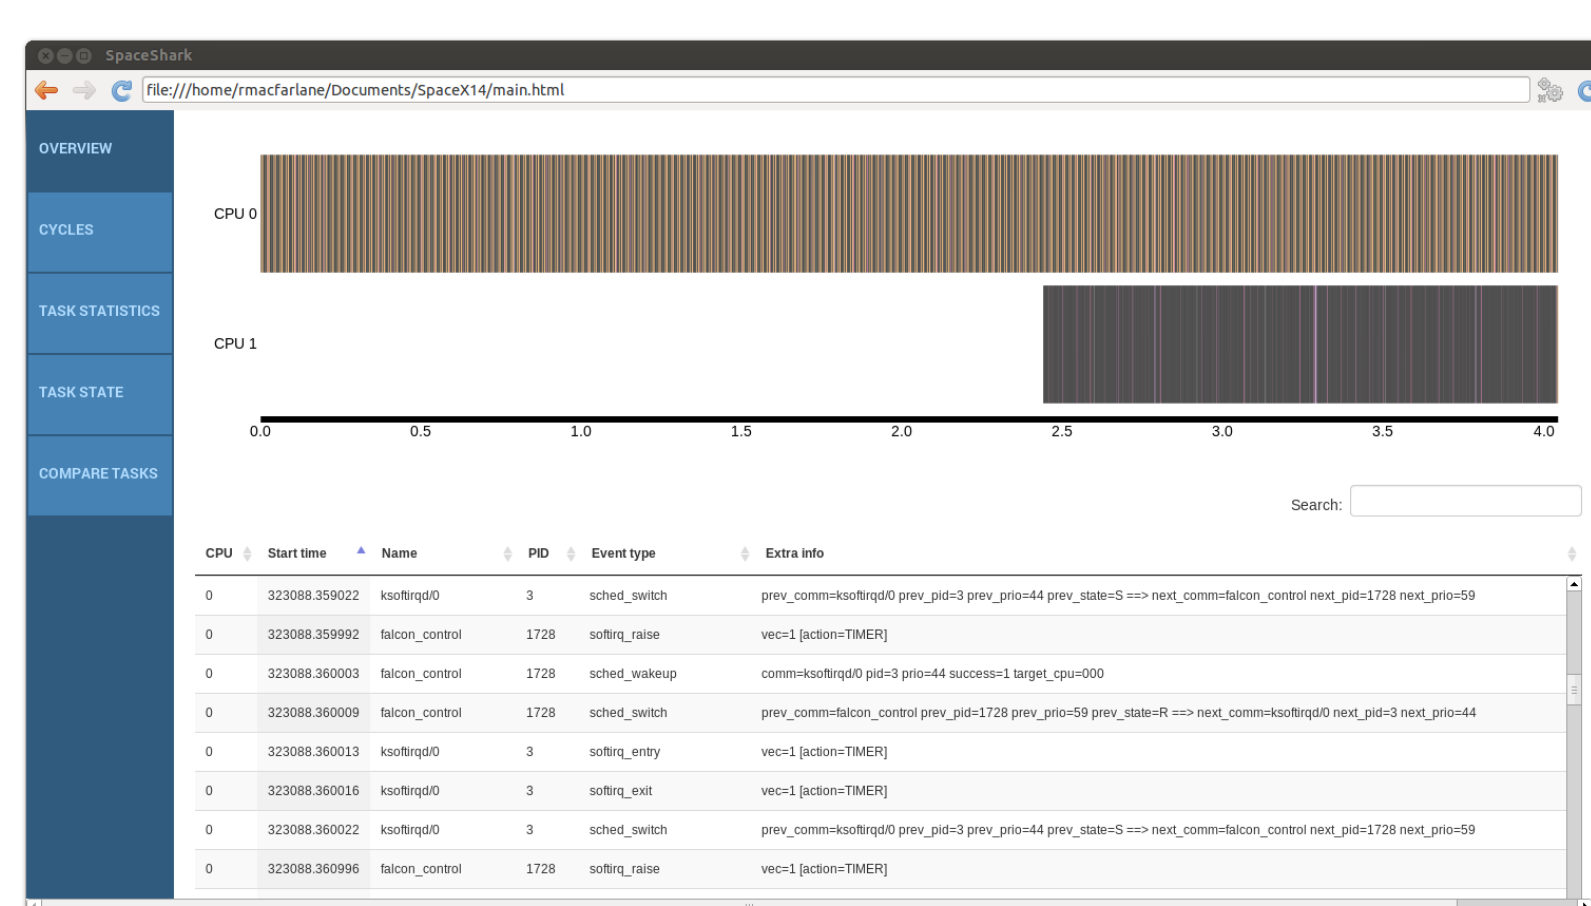 SpaceShark
file:///home/rmacfarlane/Documents/SpaceX14/main.html
OVERVIEW
CYCLES
TASK STATISTICS
TASK STATE
COMPARE TASKS
CPU 0
CPU 1
0.0 0.5 1.0 1.5 2.0 2.5 3.0 3.5 4.0
Search:
CPU Start time Name PID Event type Extra info
0 323088.359022 ksoftirqd/0 3 sched_switch prev_comm=ksoftirqd/0 prev_pid=3 prev_prio=44 prev_state=S ==> next_comm=falcon_control next_pid=1728 next_prio=59
0 323088.359992 falcon_control 1728 softirq_raise vec=1 [action=TIMER]
0 323088.360003 falcon_control 1728 sched_wakeup comm=ksoftirqd/0 pid=3 prio=44 success=1 target_cpu=000
0 323088.360009 falcon_control 1728 sched_switch prev_comm=falcon_control prev_pid=1728 prev_prio=59 prev_state=R ==> next_comm=ksoftirqd/0 next_pid=3 next_prio=44
0 323088.360013 ksoftirqd/0 3 softirq_entry vec=1 [action=TIMER]
0 323088.360016 ksoftirqd/0 3 softirq_exit vec=1 [action=TIMER]
0 323088.360022 ksoftirqd/0 3 sched_switch prev_comm=ksoftirqd/0 prev_pid=3 prev_prio=44 prev_state=S ==> next_comm=falcon_control next_pid=1728 next_prio=59
0 323088.360996 falcon_control 1728 softirq_raise vec=1 [action=TIMER]